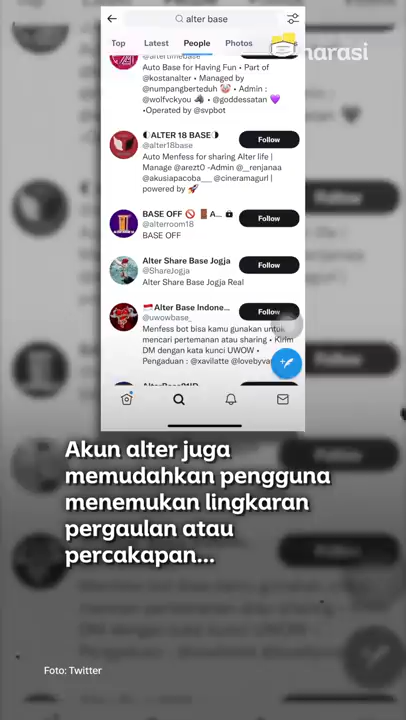 alter base
Top Latest People Photos
narasi
@altertimebase
Auto Base for Having Fun • Part of
@kostanalter • Managed by
@numpangberteduh 🤡 • Admin :
@wolfvckyou 🐺 • @goddessatan 💜
•Operated by @svpbot
🌓ALTER 18 BASE🌗
@alter18base
Follow
Auto Menfess for sharing Alter life |
Manage @arezt0 -Admin @__renjanaa
@akusiapacoba___ @cineramagurl |
powered by 🚀
BASE OFF 🚫 🚪 A...
@alterroom18
Follow
BASE OFF
Alter Share Base Jogja
@ShareJogja
Follow
Alter Share Base Jogja Real
🇮🇩Alter Base Indone...
@uwowbase_
Follow
Menfess bot bisa kamu gunakan untuk
mencari pertemanan atau sharing • Kirim
DM dengan kata kunci UWOW •
Pengaduan : @xavilatte @lovebyvan
Akun alter juga
memudahkan pengguna
menemukan lingkaran
pergaulan atau
percakapan...
Foto: Twitter